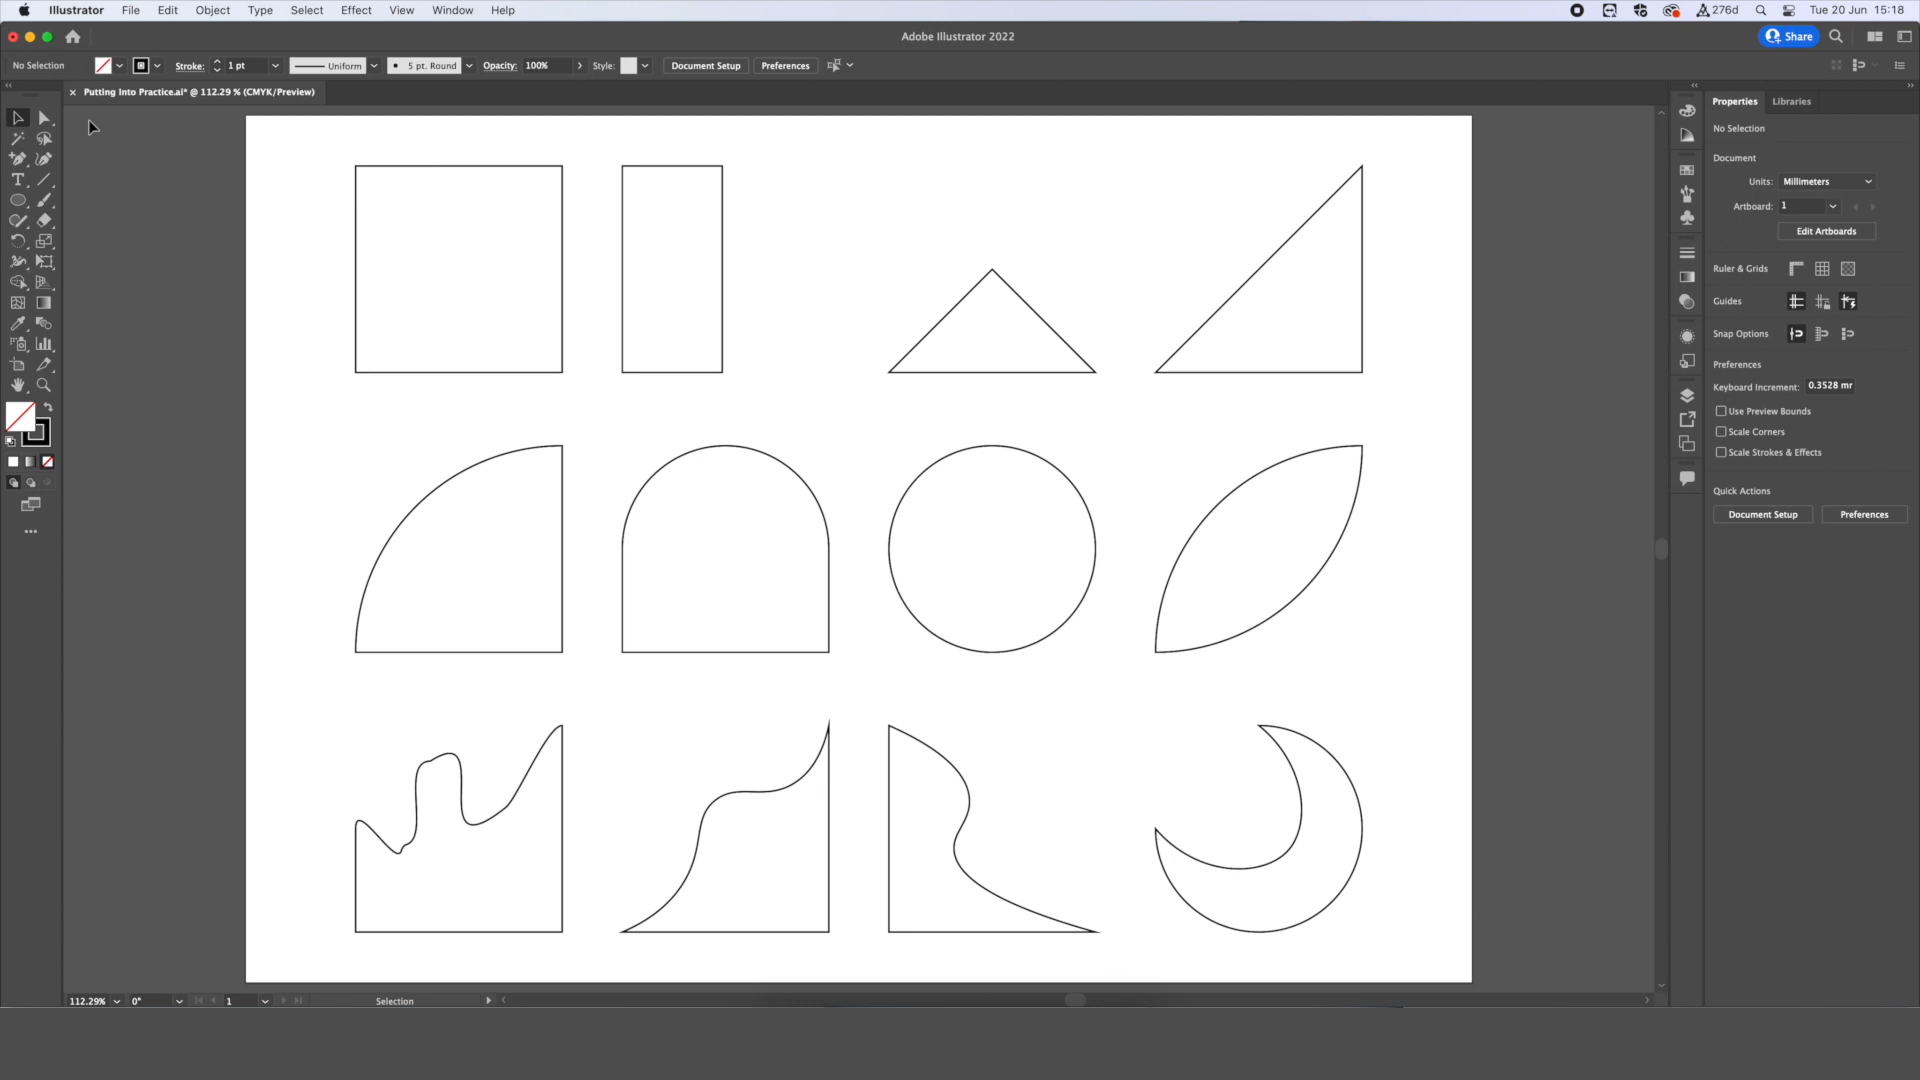 Illustrator File Edit Object Type Select Effect View Window Help 276d Tue 20 Jun 15:18
Adobe Illustrator 2022 Share
No Selection Stroke: 1 pt Uniform 5 pt. Round Opacity: 100% Style: Document Setup Preferences
× Putting Into Practice.ai* @ 112.29 % (CMYK/Preview)
Properties Libraries
No Selection
Document
Units: Millimeters
Artboard: 1
Edit Artboards
Ruler & Grids
Guides
Snap Options
Preferences
Keyboard Increment: 0.3528 mr
Use Preview Bounds
Scale Corners
Scale Strokes & Effects
Quick Actions
Document Setup Preferences
112.29% 0° 1 Selection